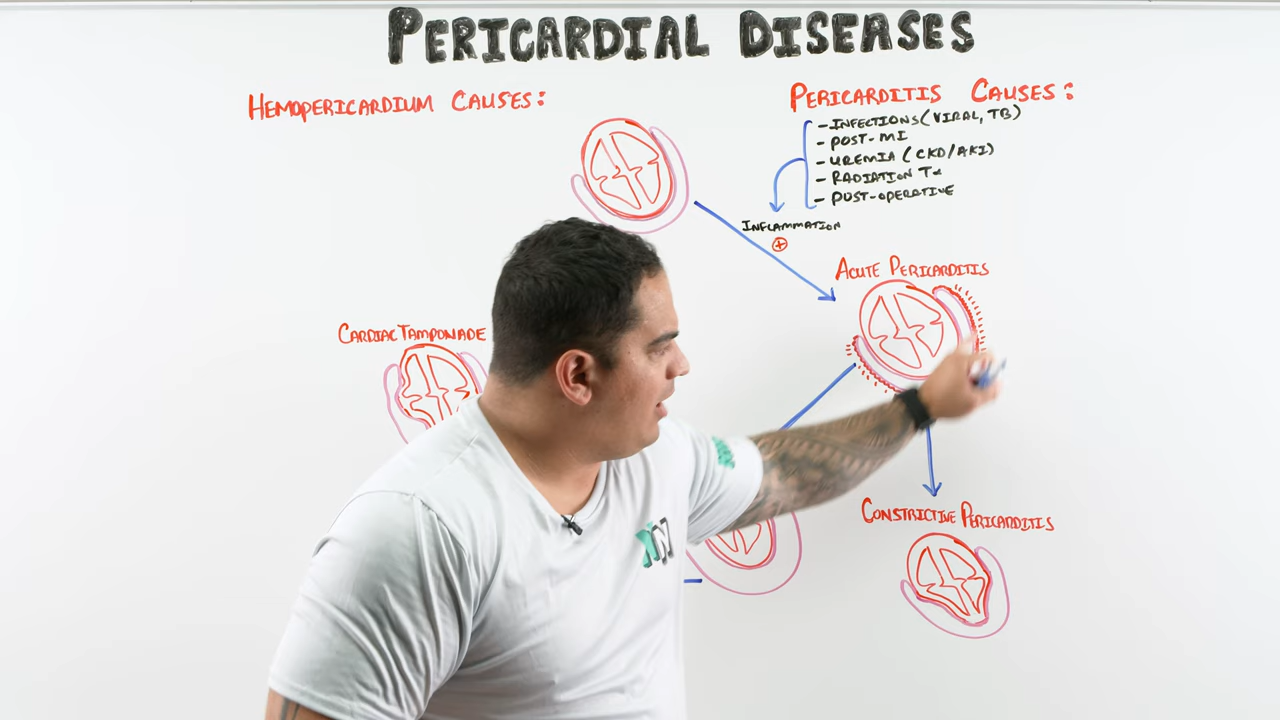 PERICARDIAL DISEASES
HEMOPERICARDIUM CAUSES:
PERICARDITIS CAUSES:
- INFECTIONS (VIRAL, TB)
- POST-MI
- UREMIA (CKD/AKI)
- RADIATION Tx
- POST-OPERATIVE
INFLAMMATION
+
ACUTE PERICARDITIS
CARDIAC TAMPONADE
CONSTRICTIVE PERICARDITIS